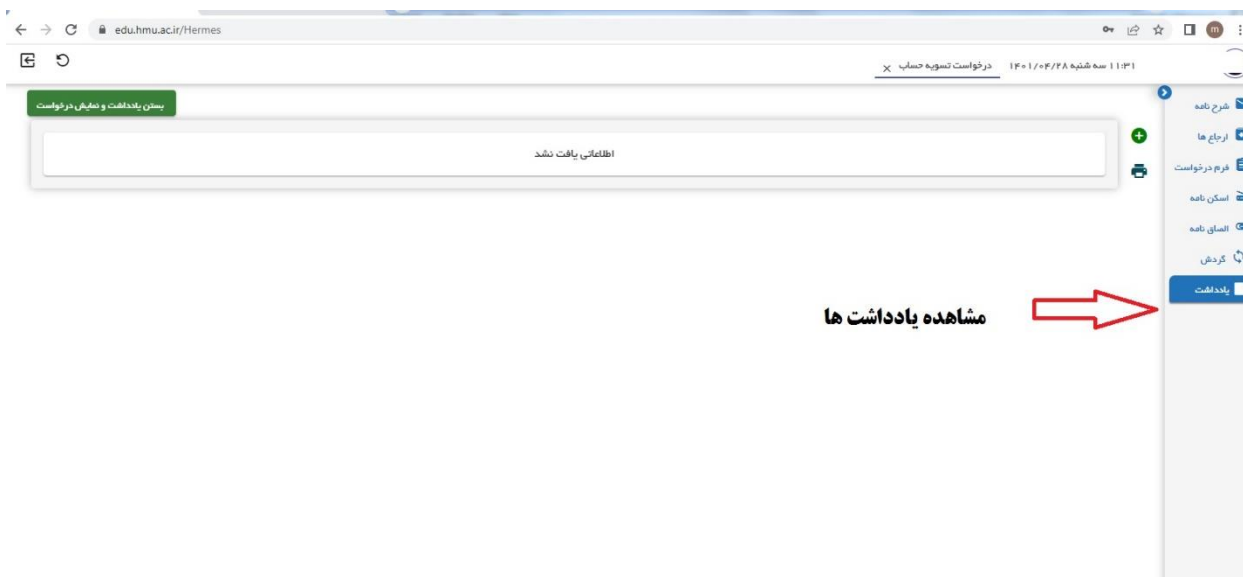 edu.hmu.ac.ir/Hermes
m
۱۱:۳۱ سه شنبه ۱۴۰۱/۰۴/۲۸
درخواست تسویه حساب ×
بستن یادداشت و نمایش درخواست
شرح نامه
ارجاع ها
اطلاعاتی یافت نشد
فرم درخواست
اسکن نامه
الصاق نامه
گردش
یادداشت
مشاهده یادداشت ها